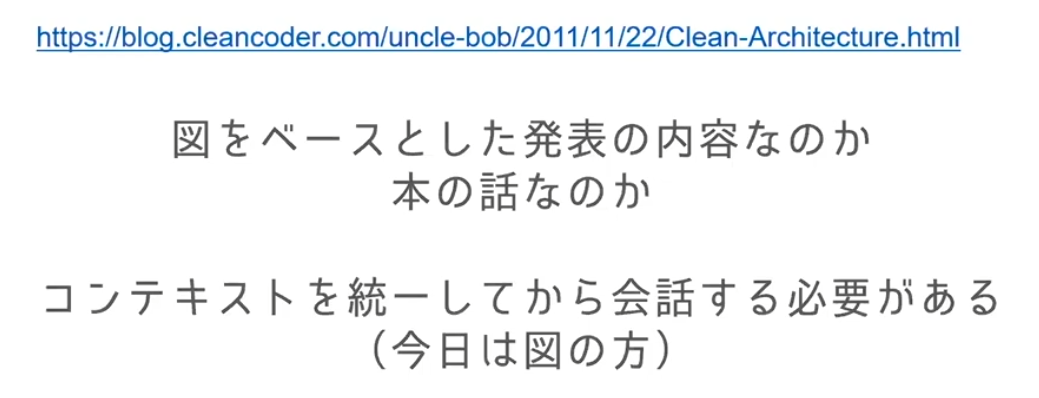 https://blog.cleancoder.com/uncle-bob/2011/11/22/Clean-Architecture.html
図をベースとした発表の内容なのか
本の話なのか
コンテキストを統一してから会話する必要がある
（今日は図の方）